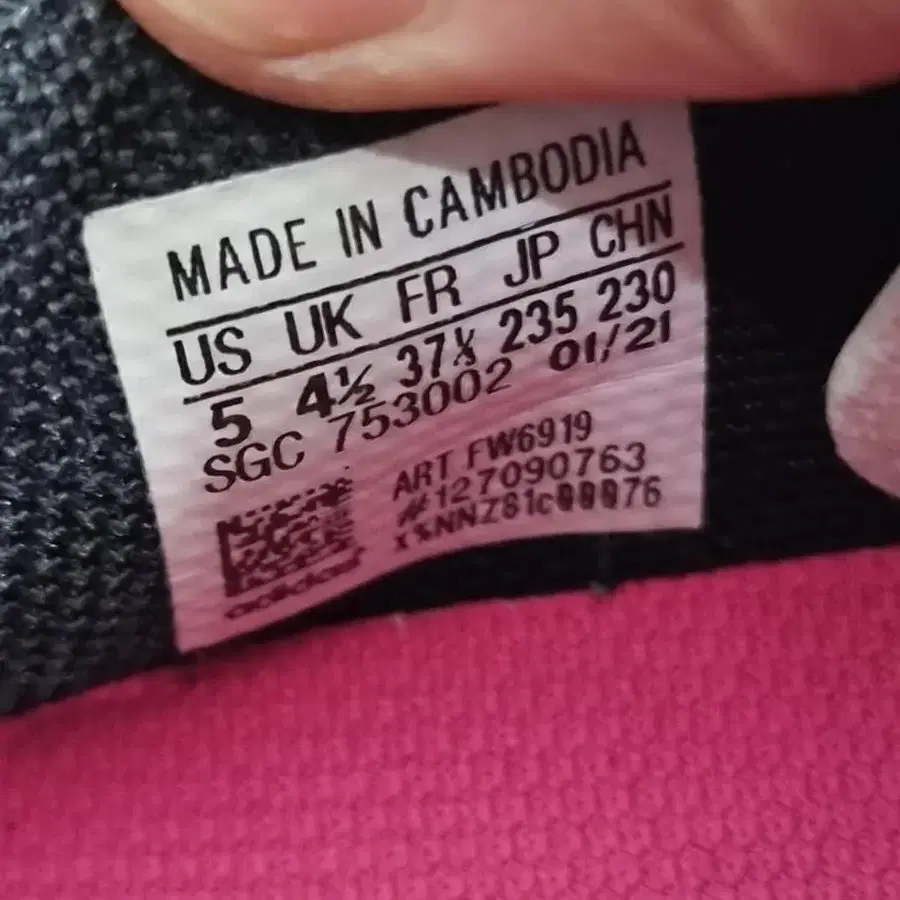 MADE IN CAMBODIA
US UK FR JP CHN
5 4½ 37⅓ 235 230
SGC 753002 01/21
ART FW6919
#127090763
adidas